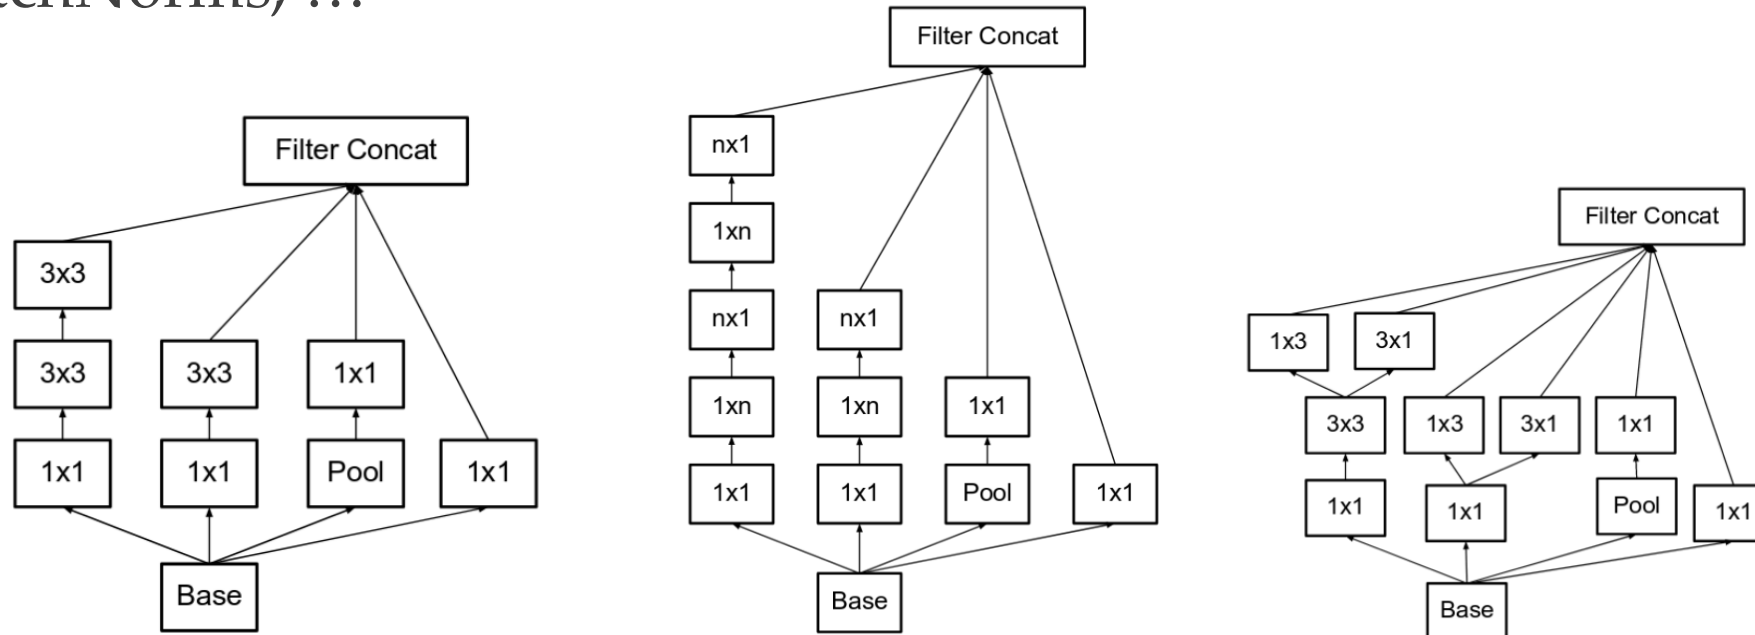 Filter Concat
3x3
3x3
3x3
1x1
1x1
1x1
Pool
1x1
Base
Filter Concat
nx1
1xn
nx1
nx1
1xn
1xn
1x1
1x1
1x1
Pool
1x1
Base
Filter Concat
1x3
3x1
3x3
1x3
3x1
1x1
1x1
1x1
Pool
1x1
Base